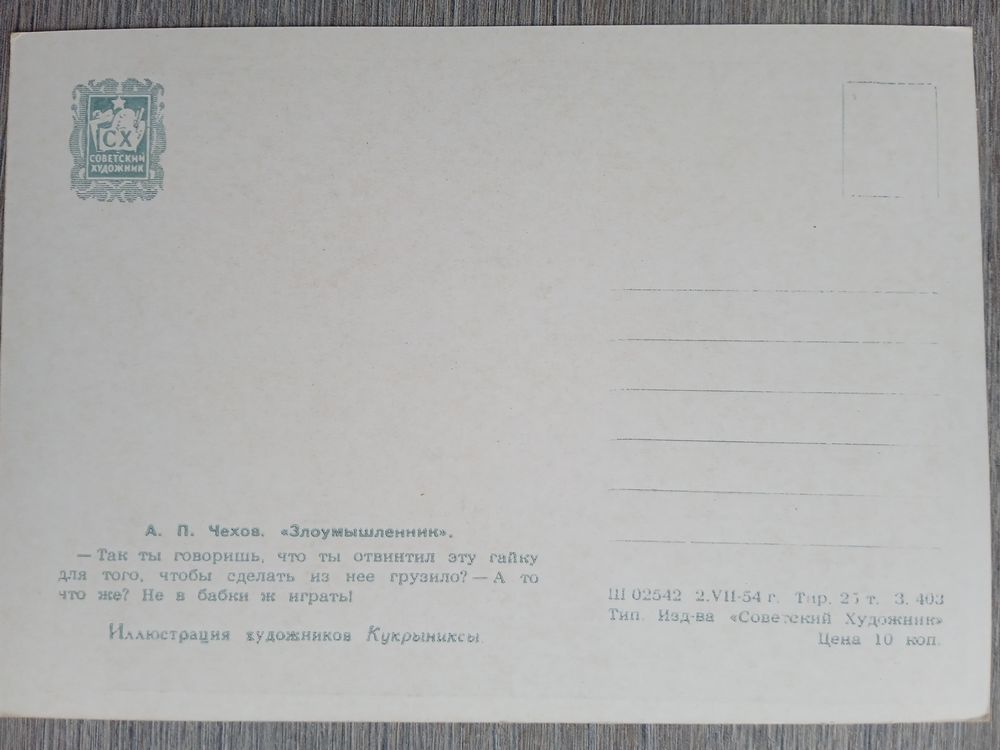 СХ
СОВЕТСКИЙ
ХУДОЖНИК
А. П. Чехов. «Злоумышленник».
— Так ты говоришь, что ты отвинтил эту гайку
для того, чтобы сделать из нее грузило? — А то
что же? Не в бабки ж играть!
Иллюстрация художников Кукрыниксы.
Ш 02542 2.VII-54 г. Тир. 25 т. З. 403
Тип. Изд-ва «Советский Художник»
Цена 10 коп.